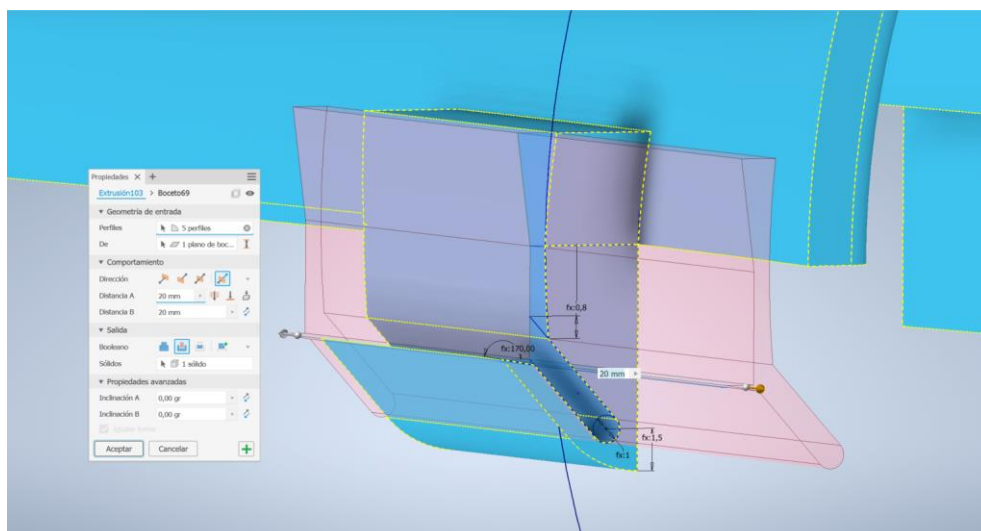 Propiedades × +
Extrusión103 > Boceto69
Geometría de entrada
Perfiles 5 perfiles
De 1 plano de boc...
Comportamiento
Dirección
Distancia A 20 mm
Distancia B 20 mm
Salida
Booleano
Sólidos 1 sólido
Propiedades avanzadas
Inclinación A 0,00 gr
Inclinación B 0,00 gr
Aceptar Cancelar +
fx:0,8
fx:170,00
20 mm
fx:1,5
fx:1